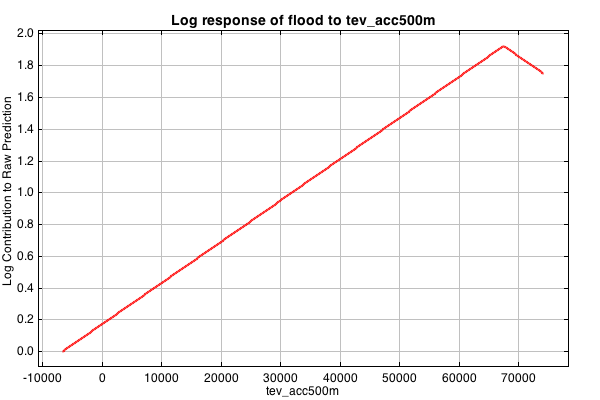 Log response of flood to tev_acc500m
Log Contribution to Raw Prediction
2.0
1.8
1.6
1.4
1.2
1.0
0.8
0.6
0.4
0.2
0.0
-10000 0 10000 20000 30000 40000 50000 60000 70000
tev_acc500m